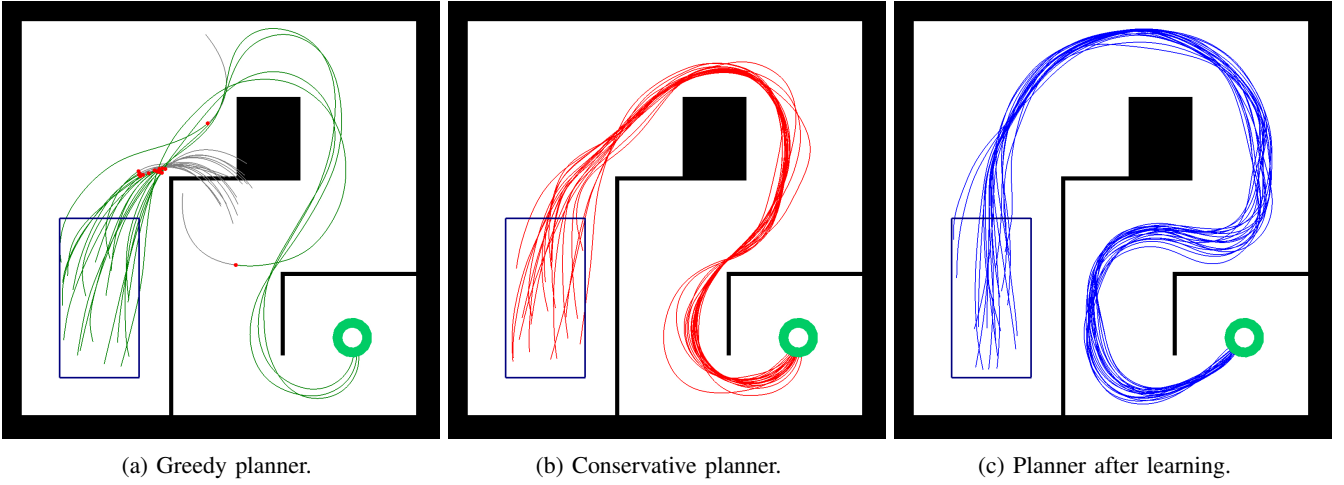 (a) Greedy planner.
(b) Conservative planner.
(c) Planner after learning.